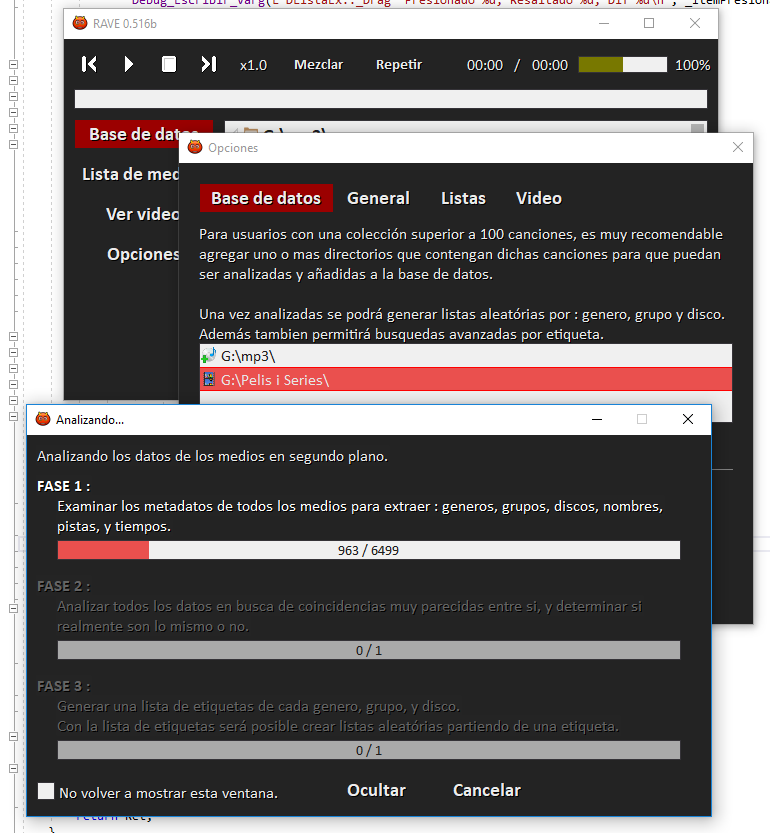 Debug_Escribir_Varg(L"DListaEx::_Drag Presionado %d, Resaltado %d, Dif %d\n", _ItemPresion
RAVE 0.516b
x1.0 Mezclar Repetir 00:00 / 00:00 100%
Base de datos
Lista de med
Ver video
Opciones
Opciones
Base de datos General Listas Video
Para usuarios con una colección superior a 100 canciones, es muy recomendable
agregar uno o mas directorios que contengan dichas canciones para que puedan
ser analizadas y añadidas a la base de datos.
Una vez analizadas se podrá generar listas aleatórias por : genero, grupo y disco.
Además tambien permitirá busquedas avanzadas por etiqueta.
G:\mp3\
G:\Pelis i Series\
Analizando...
Analizando los datos de los medios en segundo plano.
FASE 1 :
Examinar los metadatos de todos los medios para extraer : generos, grupos, discos, nombres,
pistas, y tiempos.
963 / 6499
FASE 2 :
Analizar todos los datos en busca de coincidencias muy parecidas entre si, y determinar si
realmente son lo mismo o no.
0 / 1
FASE 3 :
Generar una lista de etiquetas de cada genero, grupo, y disco.
Con la lista de etiquetas será posible crear listas aleatórias partiendo de una etiqueta.
0 / 1
No volver a mostrar esta ventana. Ocultar Cancelar